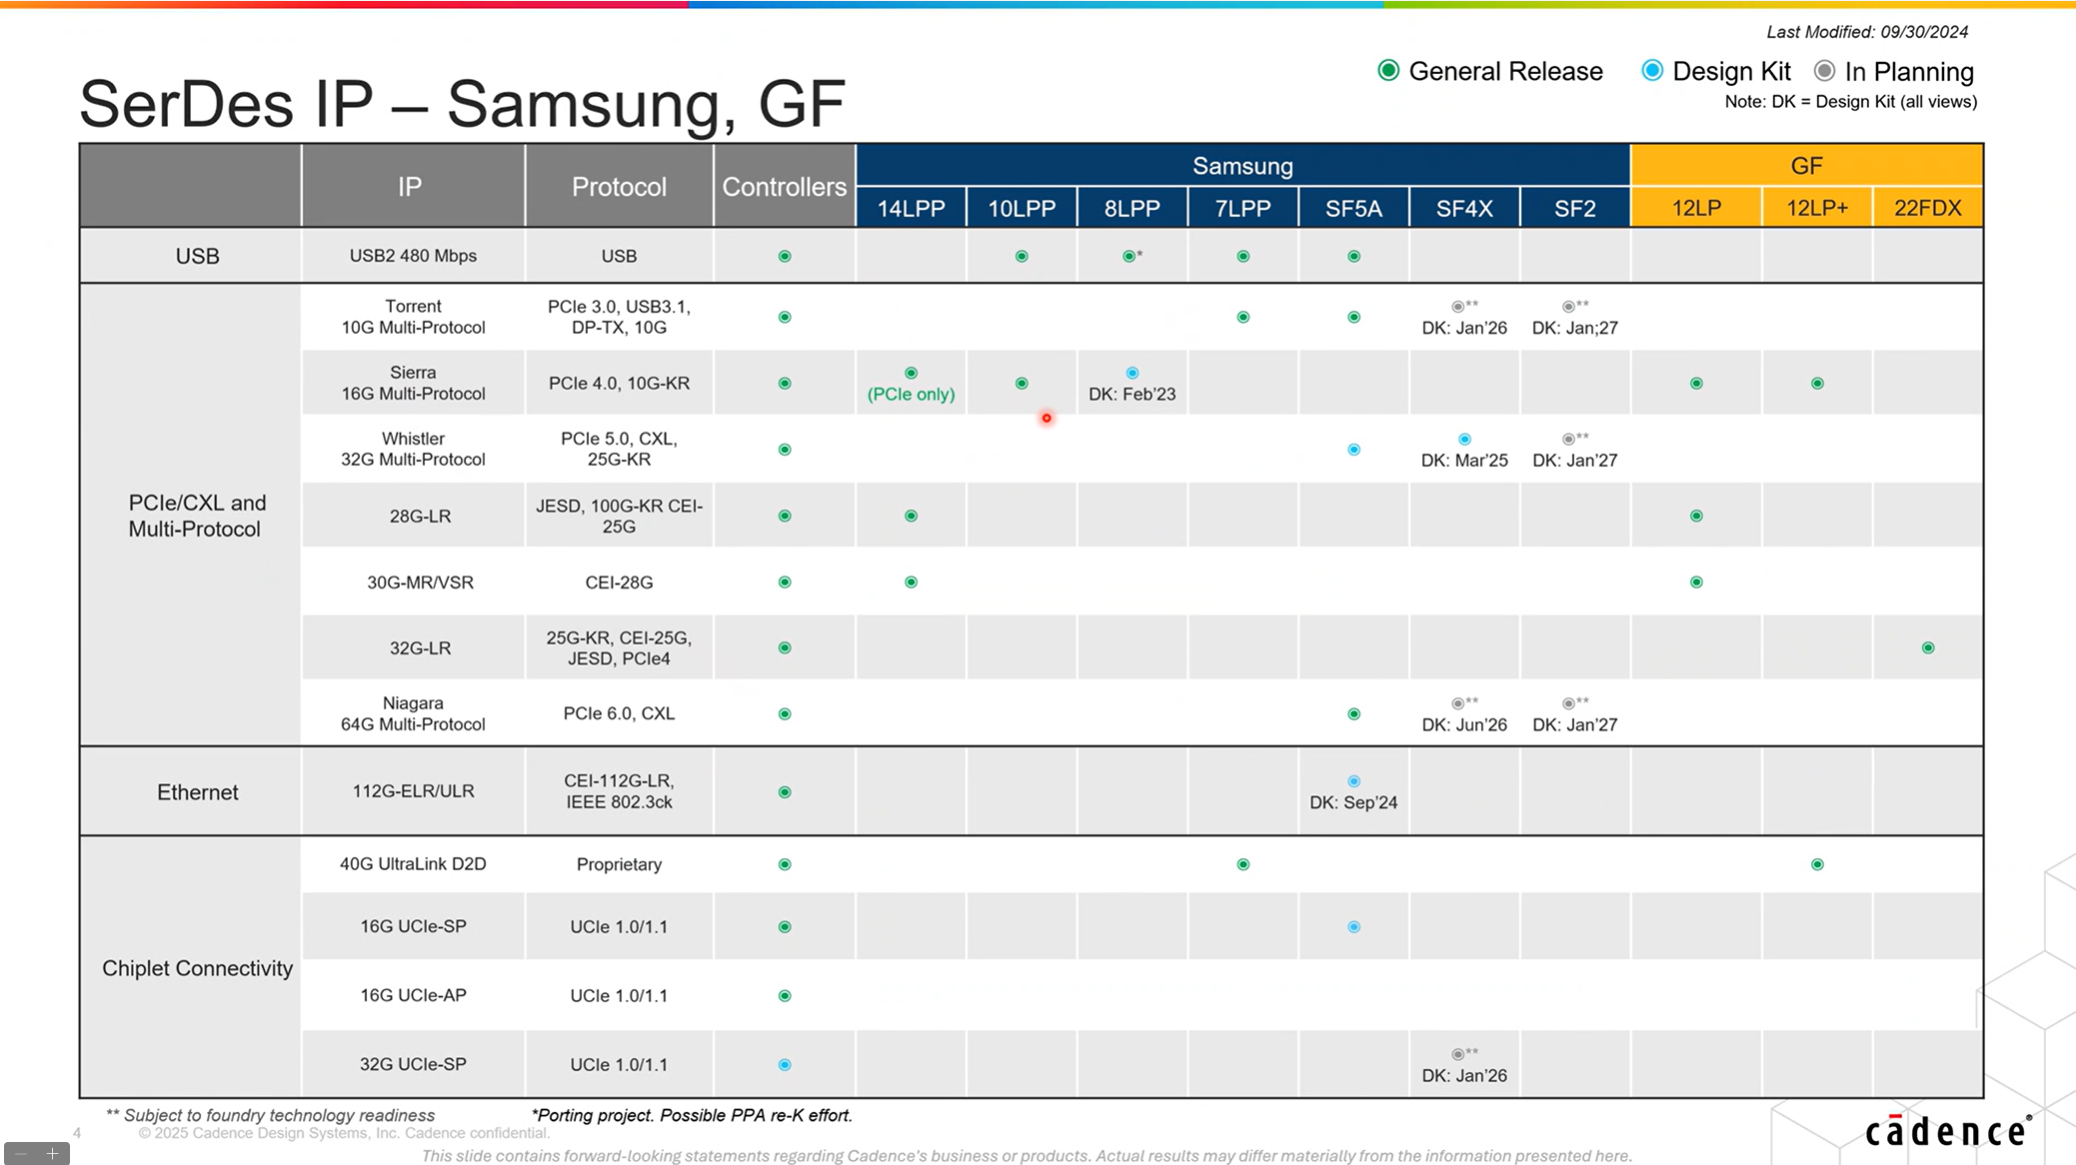 Last Modified: 09/30/2024
General Release Design Kit In Planning
Note: DK = Design Kit (all views)
SerDes IP – Samsung, GF
IP Protocol Controllers Samsung GF
14LPP 10LPP 8LPP 7LPP SF5A SF4X SF2 12LP 12LP+ 22FDX
USB USB2 480 Mbps USB *
PCIe/CXL and
Multi-Protocol
Torrent
10G Multi-Protocol
PCIe 3.0, USB3.1,
DP-TX, 10G
**
DK: Jan'26
**
DK: Jan;27
Sierra
16G Multi-Protocol
PCIe 4.0, 10G-KR
(PCIe only)
DK: Feb'23
Whistler
32G Multi-Protocol
PCIe 5.0, CXL,
25G-KR
DK: Mar'25
**
DK: Jan'27
28G-LR
JESD, 100G-KR CEI-
25G
30G-MR/VSR
CEI-28G
32G-LR
25G-KR, CEI-25G,
JESD, PCIe4
Niagara
64G Multi-Protocol
PCIe 6.0, CXL
**
DK: Jun'26
**
DK: Jan'27
Ethernet
112G-ELR/ULR
CEI-112G-LR,
IEEE 802.3ck
DK: Sep'24
Chiplet Connectivity
40G UltraLink D2D
Proprietary
16G UCIe-SP
UCIe 1.0/1.1
16G UCIe-AP
UCIe 1.0/1.1
32G UCIe-SP
UCIe 1.0/1.1
**
DK: Jan'26
** Subject to foundry technology readiness
*Porting project. Possible PPA re-K effort.
4 © 2025 Cadence Design Systems, Inc. Cadence confidential.
cādence®
This slide contains forward-looking statements regarding Cadence's business or products. Actual results may differ materially from the information presented here.